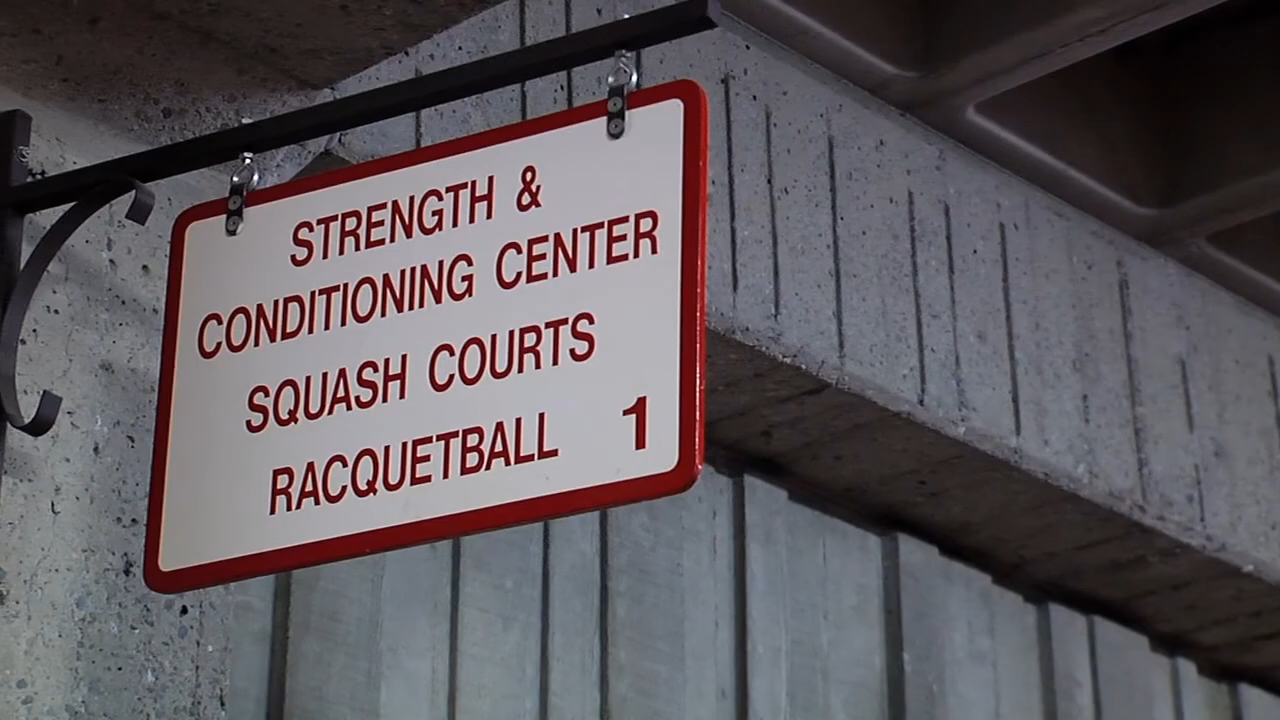 STRENGTH &
CONDITIONING CENTER
SQUASH COURTS
RACQUETBALL 1